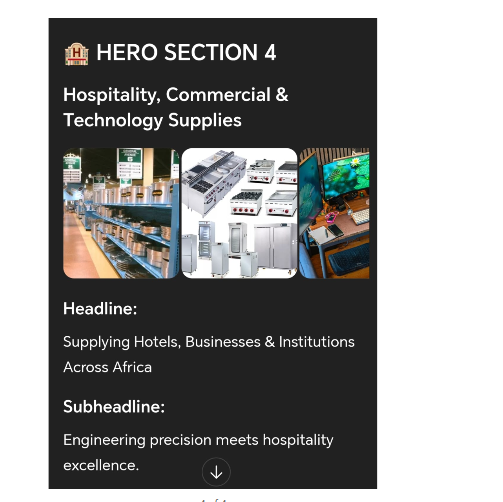 HERO SECTION 4
Hospitality, Commercial &
Technology Supplies
Headline:
Supplying Hotels, Businesses & Institutions
Across Africa
Subheadline:
Engineering precision meets hospitality
excellence.